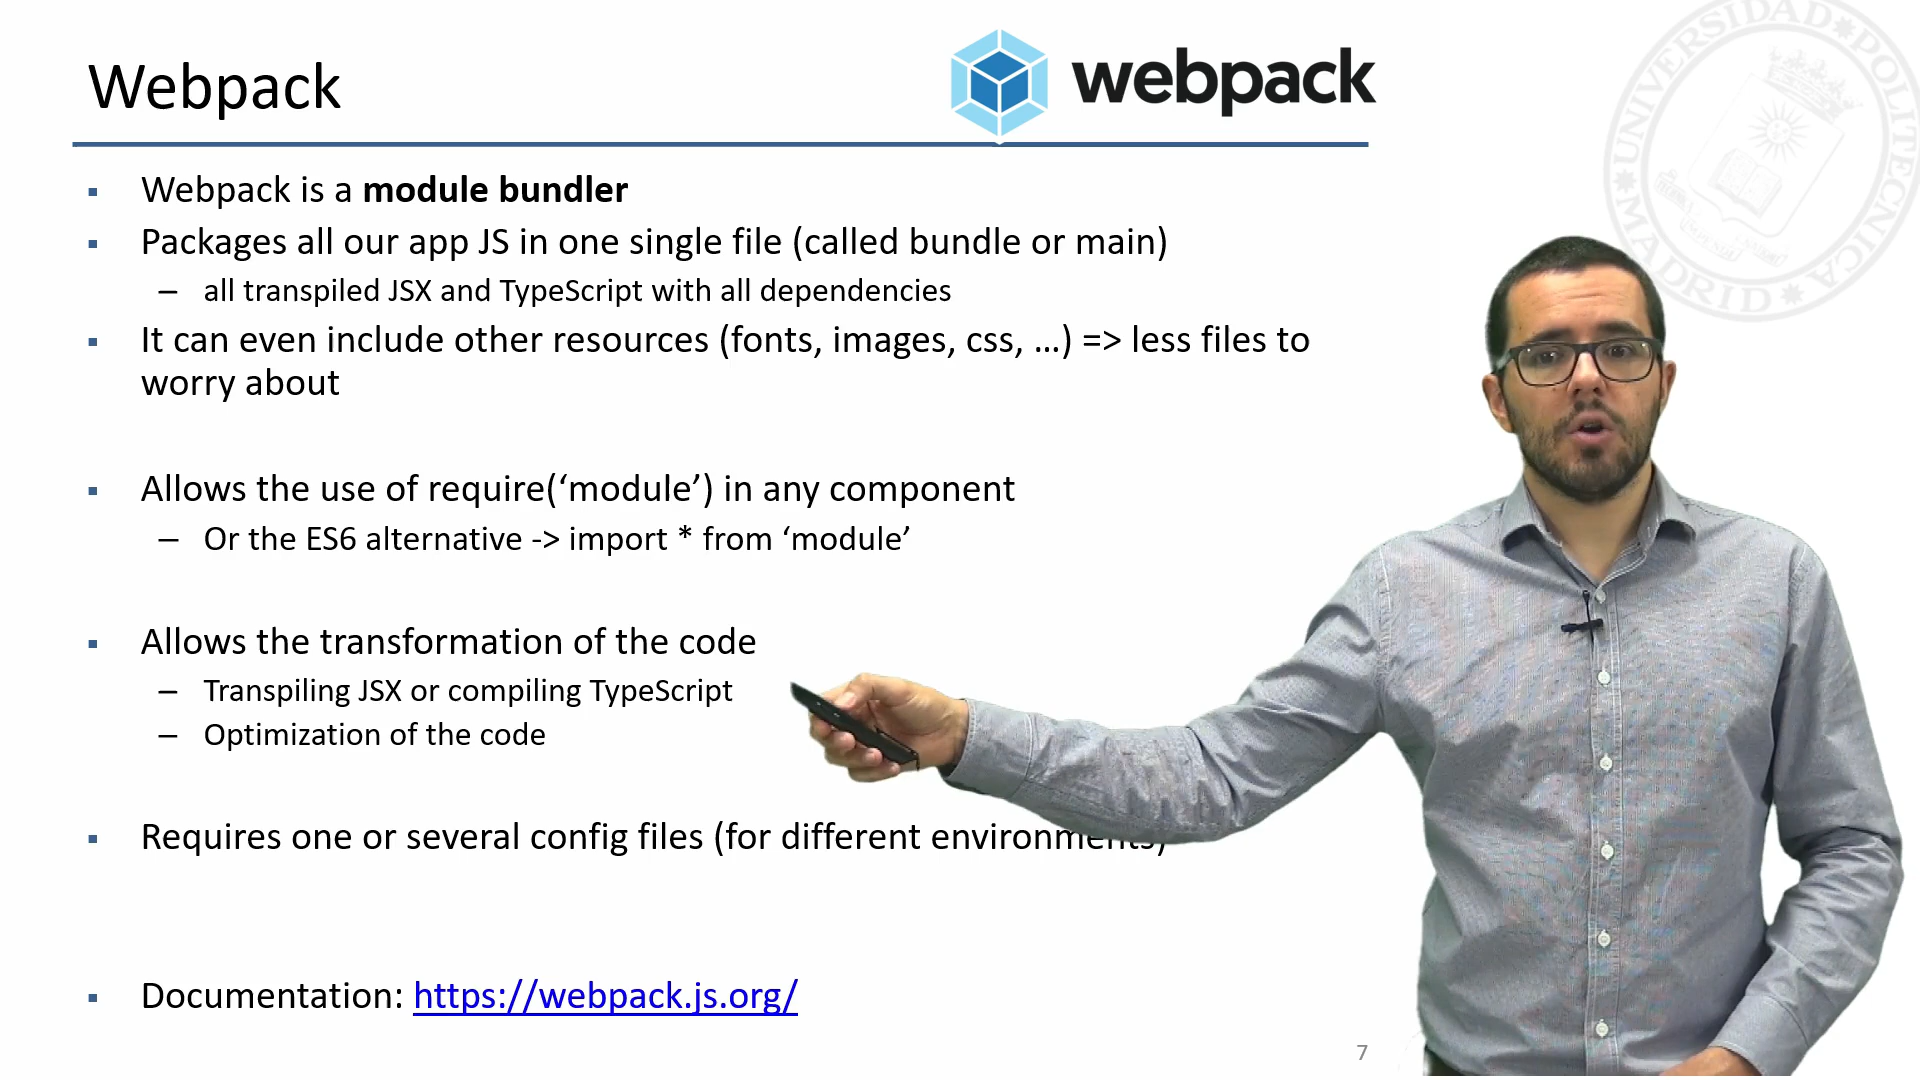 Webpack
webpack
▪ Webpack is a module bundler
▪ Packages all our app JS in one single file (called bundle or main)
– all transpiled JSX and TypeScript with all dependencies
▪ It can even include other resources (fonts, images, css, …) => less files to
worry about
▪ Allows the use of require(‘module’) in any component
– Or the ES6 alternative -> import * from ‘module’
▪ Allows the transformation of the code
– Transpiling JSX or compiling TypeScript
– Optimization of the code
▪ Requires one or several config files (for different environments)
▪ Documentation: https://webpack.js.org/
7
UNIVERSIDAD POLITECNICA
MADRID